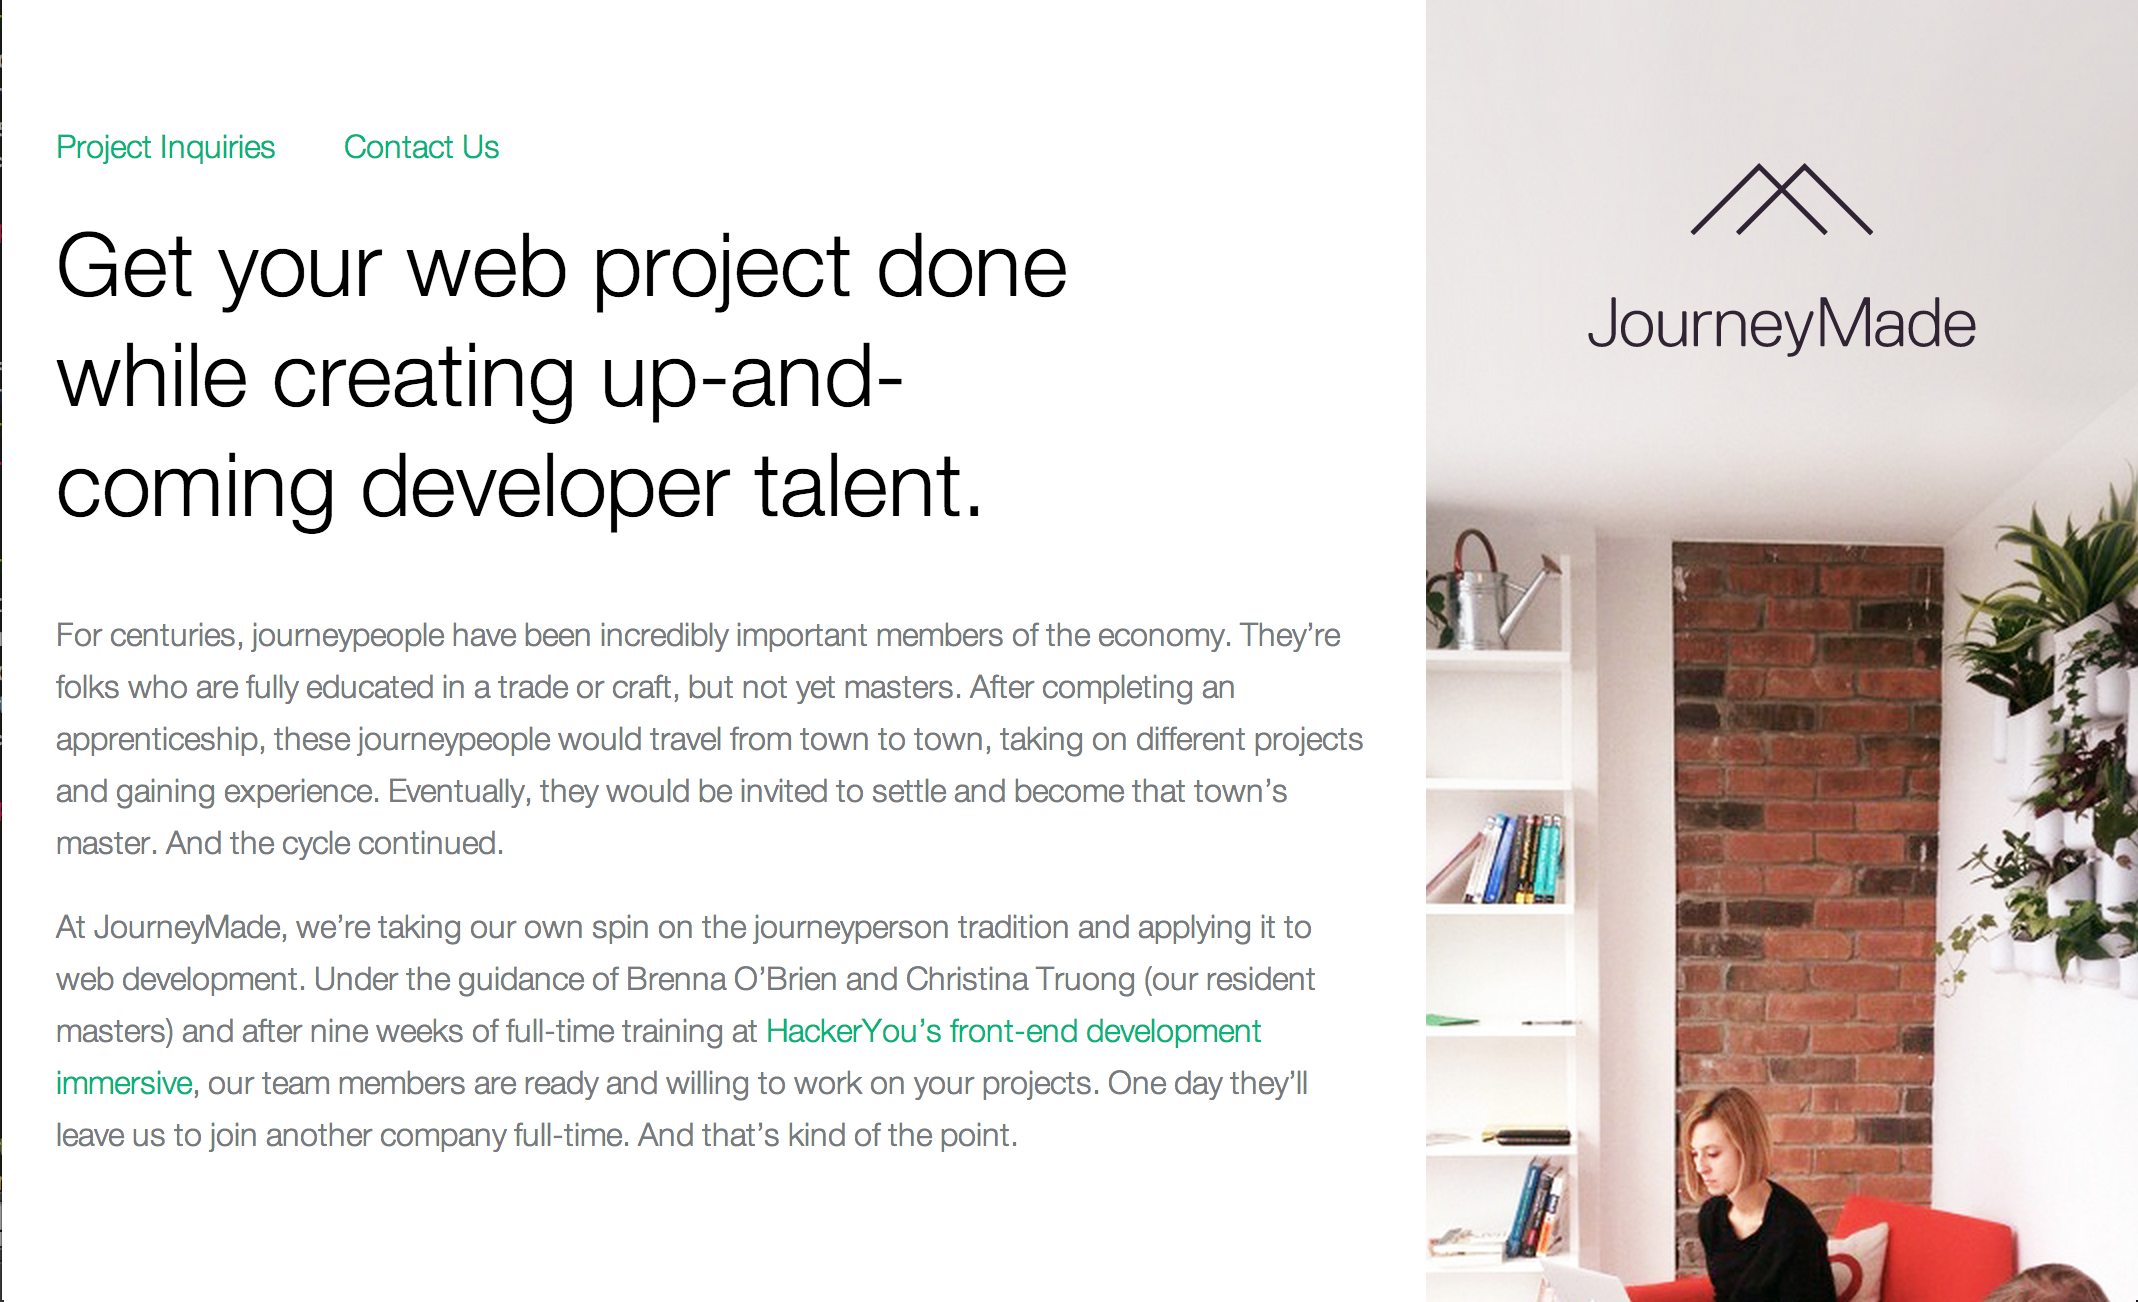 Project Inquiries Contact Us
Get your web project done
while creating up-and-
coming developer talent.
For centuries, journeypeople have been incredibly important members of the economy. They’re
folks who are fully educated in a trade or craft, but not yet masters. After completing an
apprenticeship, these journeypeople would travel from town to town, taking on different projects
and gaining experience. Eventually, they would be invited to settle and become that town’s
master. And the cycle continued.
At JourneyMade, we’re taking our own spin on the journeyperson tradition and applying it to
web development. Under the guidance of Brenna O’Brien and Christina Truong (our resident
masters) and after nine weeks of full-time training at HackerYou’s front-end development
immersive, our team members are ready and willing to work on your projects. One day they’ll
leave us to join another company full-time. And that’s kind of the point.
JourneyMade